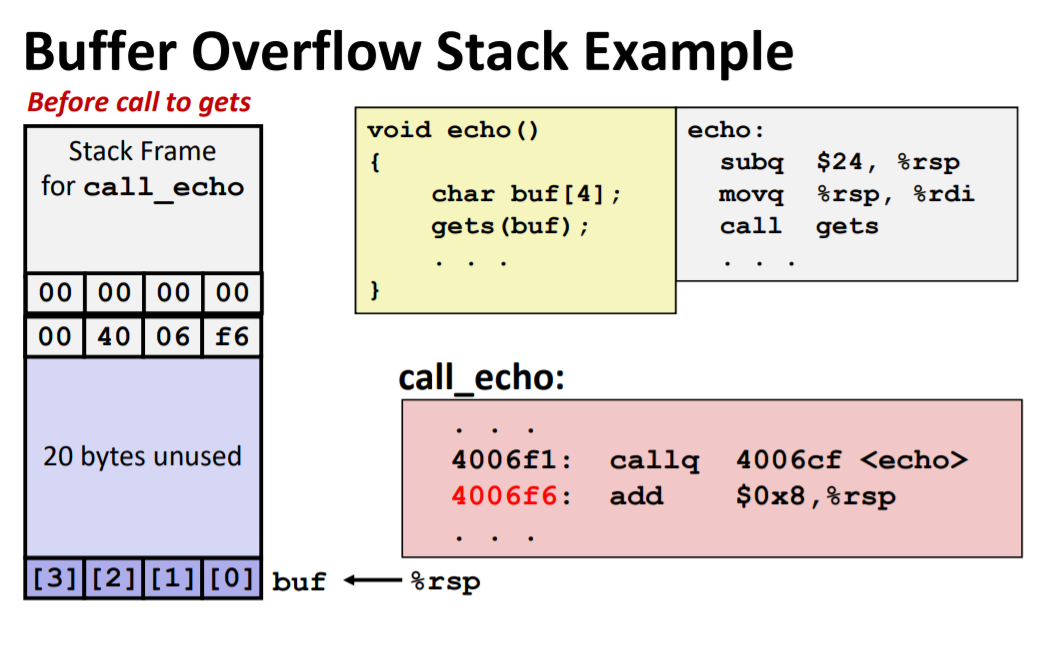 Buffer Overflow Stack Example
Before call to gets
Stack Frame
for call_echo
00 00 00 00
00 40 06 f6
20 bytes unused
[3] [2] [1] [0]
buf
%rsp
void echo()
{
    char buf[4];
    gets(buf);
    . . .
}
echo:
  subq  $24, %rsp
  movq  %rsp, %rdi
  call  gets
  . . .
call_echo:
. . .
4006f1:  callq  4006cf <echo>
4006f6:  add    $0x8,%rsp
. . .